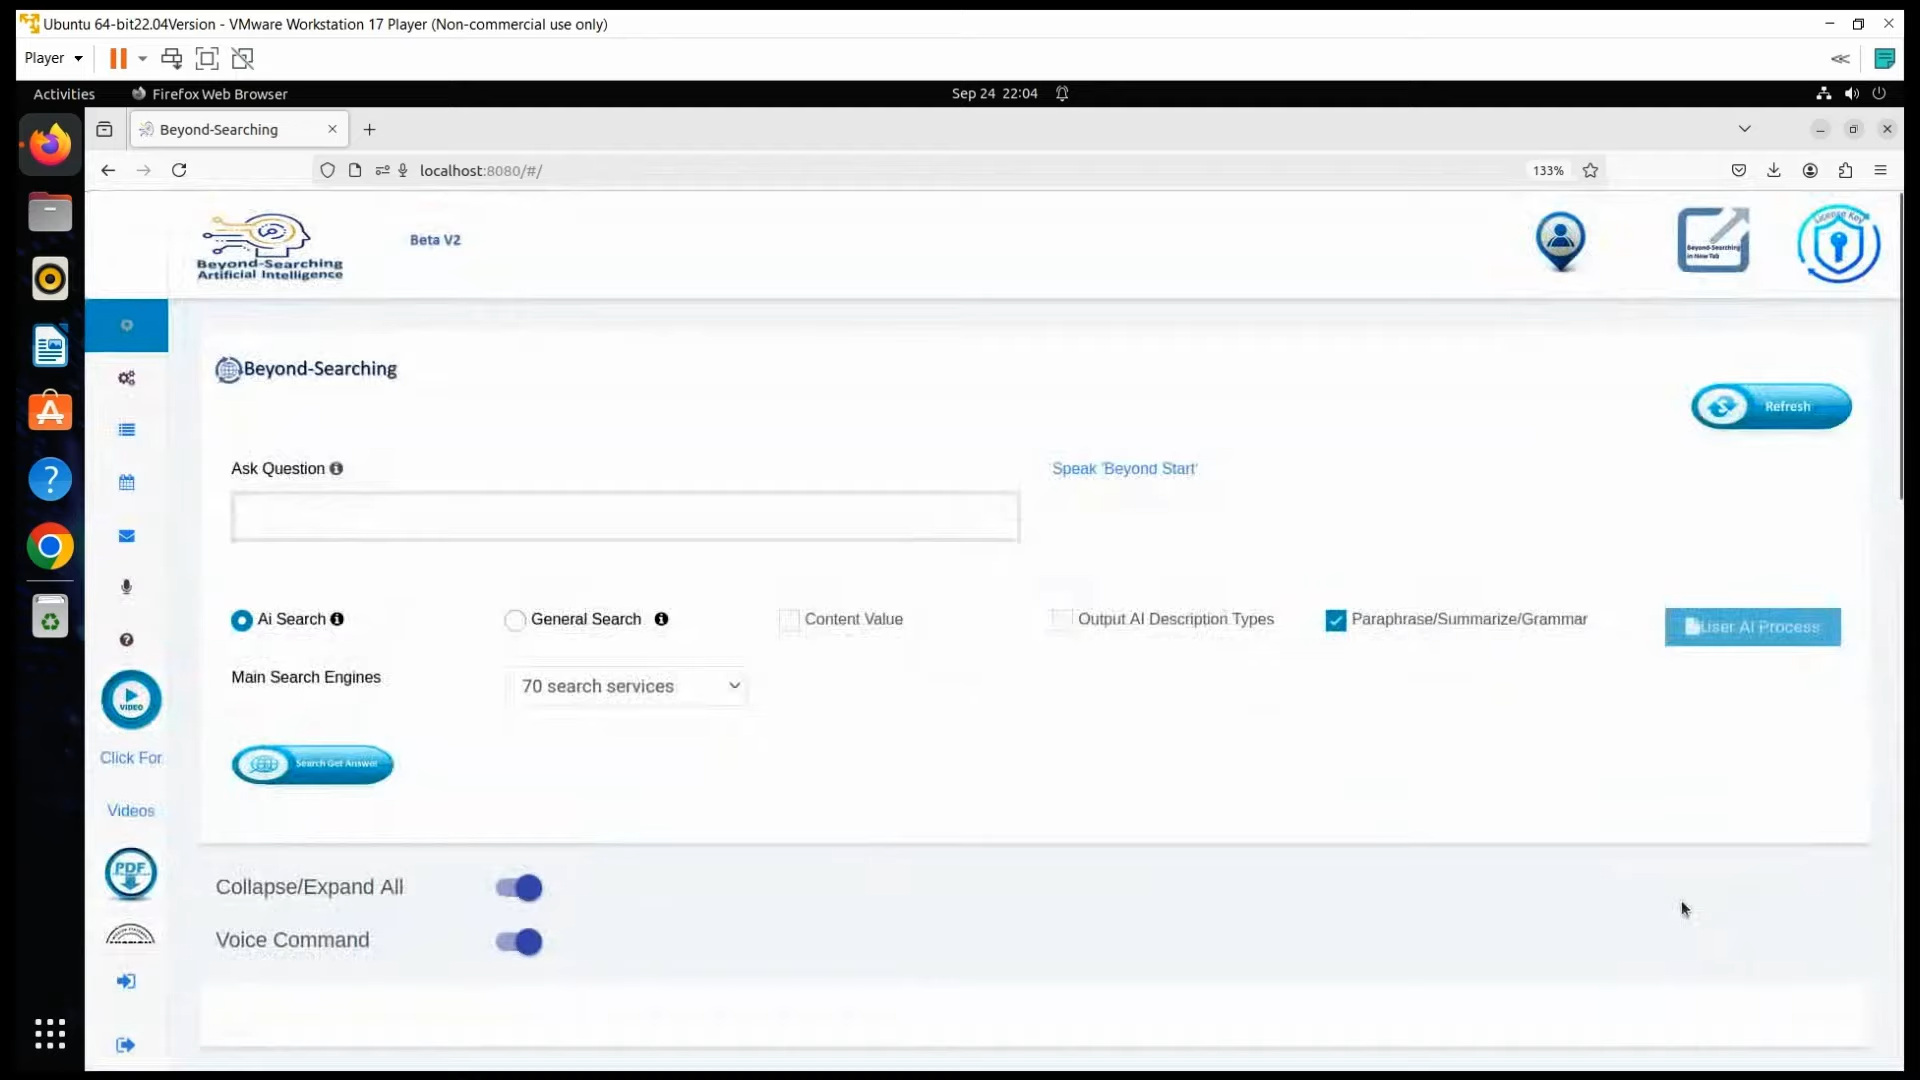 Ubuntu 64-bit22.04Version - VMware Workstation 17 Player (Non-commercial use only)
Player
Activities
Firefox Web Browser
Sep 24 22:04
Beyond-Searching
localhost:8080/#/
133%
Beyond-Searching
Artificial Intelligence
Beta V2
Beyond-Searching
in New Tab
License Key
Beyond-Searching
Refresh
Ask Question
Speak 'Beyond Start'
Ai Search
General Search
Content Value
Output AI Description Types
Paraphrase/Summarize/Grammar
User AI Process
Main Search Engines
70 search services
VIDEO
Search Get Answer
Click For
Videos
PDF
Collapse/Expand All
Voice Command